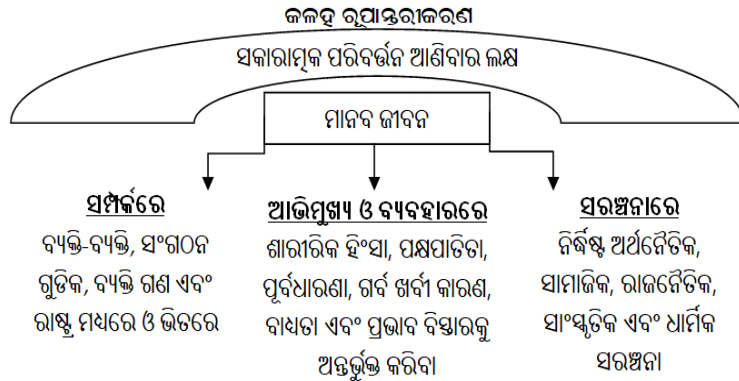 କଳହ ରୂପାନ୍ତରୀକରଣ
ସକାରାତ୍ମକ ପରିବର୍ତ୍ତନ ଆଣିବାର ଲକ୍ଷ
ମାନବ ଜୀବନ
ସମ୍ପର୍କରେ
ବ୍ୟକ୍ତି-ବ୍ୟକ୍ତି, ସଂଗଠନ
ଗୁଡିକ, ବ୍ୟକ୍ତି ଗଣ ଏବଂ
ରାଷ୍ଟ୍ର ମଧ୍ୟରେ ଓ ଭିତରେ
ଆଭିମୁଖ୍ୟ ଓ ବ୍ୟବହାରରେ
ଶାରୀରିକ ହିଂସା, ପକ୍ଷପାତିତା,
ପୂର୍ବଧାରଣା, ଗର୍ବ ଖର୍ବୀ କାରଣ,
ବାଧ୍ୟତା ଏବଂ ପ୍ରଭାବ ବିସ୍ତାରକୁ
ଅନ୍ତର୍ଭୁକ୍ତ କରିବା
ସରଞ୍ଚନାରେ
ନିର୍ଦ୍ଧିଷ୍ଟ ଅର୍ଥନୈତିକ,
ସାମାଜିକ, ରାଜନୈତିକ,
ସାଂସ୍କୃତିକ ଏବଂ ଧାର୍ମିକ
ସରଞ୍ଚନା